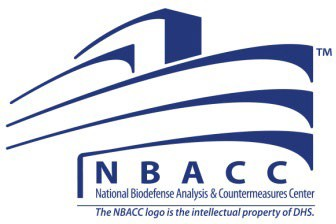 ™
NBACC
National Biodefense Analysis & Countermeasures Center
The NBACC logo is the intellectual property of DHS.